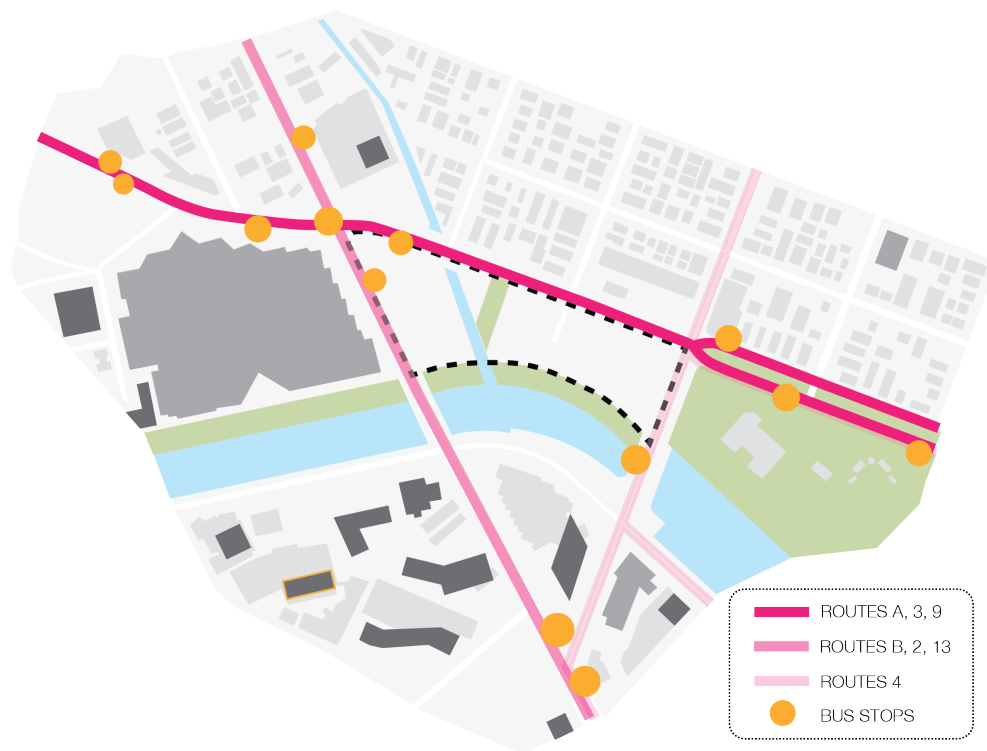 ROUTES A, 3, 9
ROUTES B, 2, 13
ROUTES 4
BUS STOPS